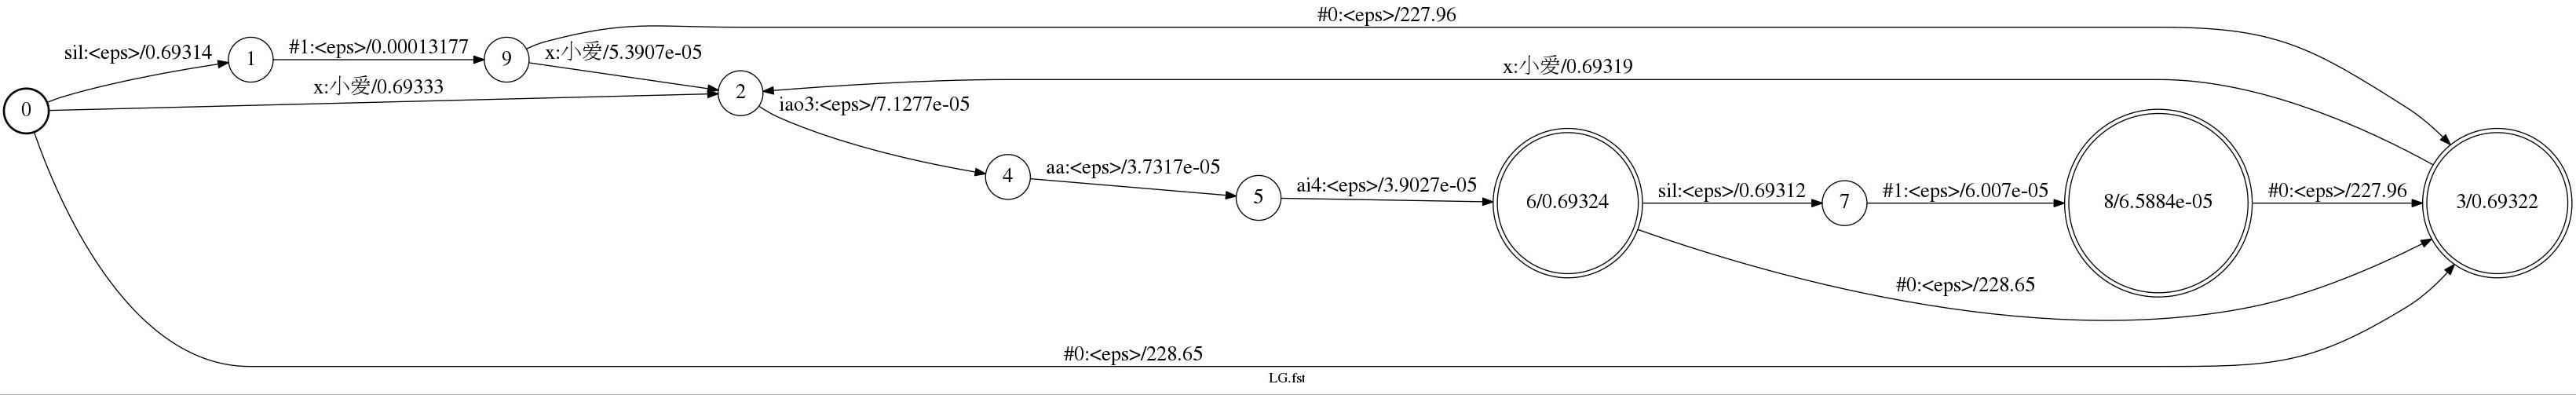 #0:<eps>/227.96
sil:<eps>/0.69314
1
#1:<eps>/0.00013177
9
x:小爱/5.3907e-05
x:小爱/0.69319
x:小爱/0.69333
0
2
iao3:<eps>/7.1277e-05
4
aa:<eps>/3.7317e-05
5
ai4:<eps>/3.9027e-05
6/0.69324
sil:<eps>/0.69312
7
#1:<eps>/6.007e-05
8/6.5884e-05
#0:<eps>/227.96
3/0.69322
#0:<eps>/228.65
#0:<eps>/228.65
LG.fst